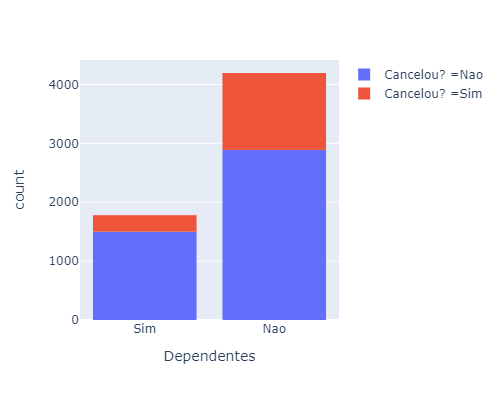 Cancelou? =Nao
Cancelou? =Sim
count
4000
3000
2000
1000
0
Sim
Nao
Dependentes